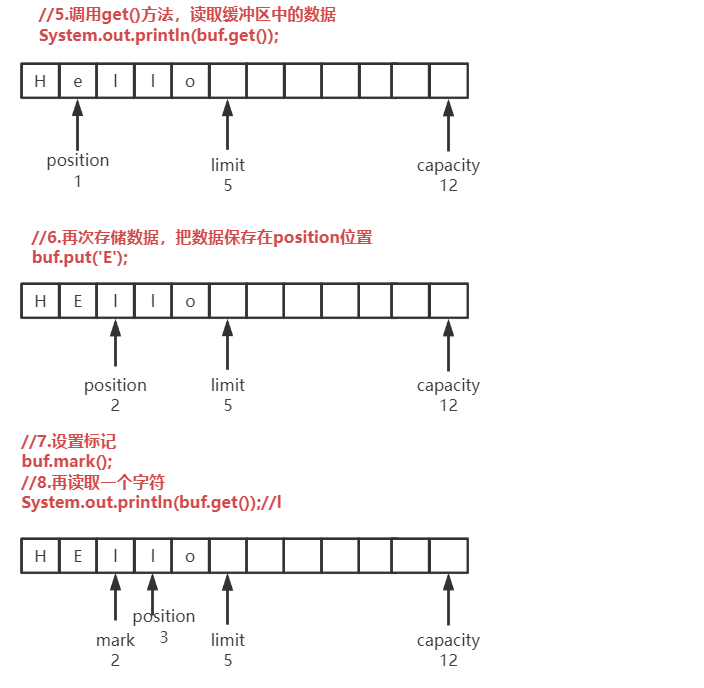 //5.调用get()方法，读取缓冲区中的数据
System.out.println(buf.get());
H e l l o
position limit capacity
1 5 12
//6.再次存储数据，把数据保存在position位置
buf.put('E');
H E l l o
position limit capacity
2 5 12
//7.设置标记
buf.mark();
//8.再读取一个字符
System.out.println(buf.get());//l
H E l l o
position
3
mark limit capacity
2 5 12